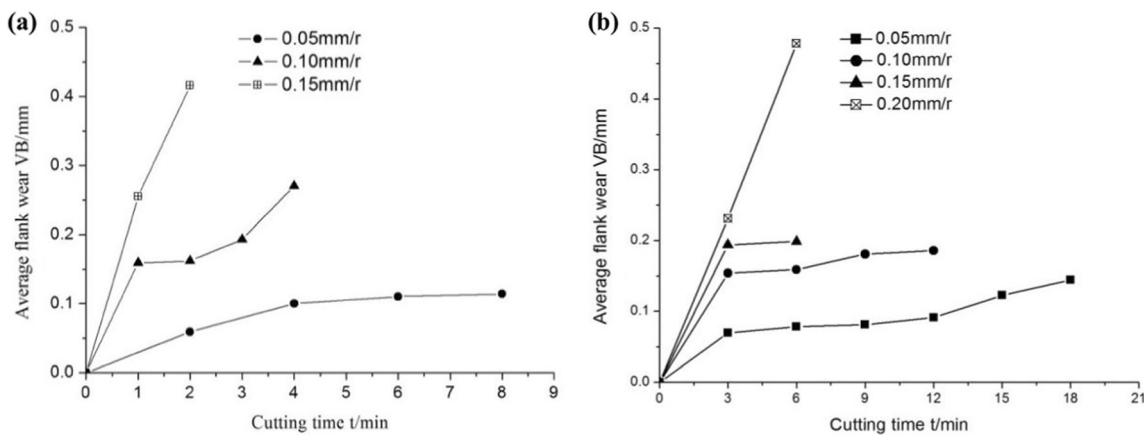 (a)
0.5
0.4
0.3
0.2
0.1
0.0
Average flank wear VB/mm
0.05mm/r
0.10mm/r
0.15mm/r
0 1 2 3 4 5 6 7 8 9
Cutting time t/min
(b)
0.5
0.4
0.3
0.2
0.1
0.0
Average flank wear VB/mm
0.05mm/r
0.10mm/r
0.15mm/r
0.20mm/r
0 3 6 9 12 15 18 21
Cutting time t/min